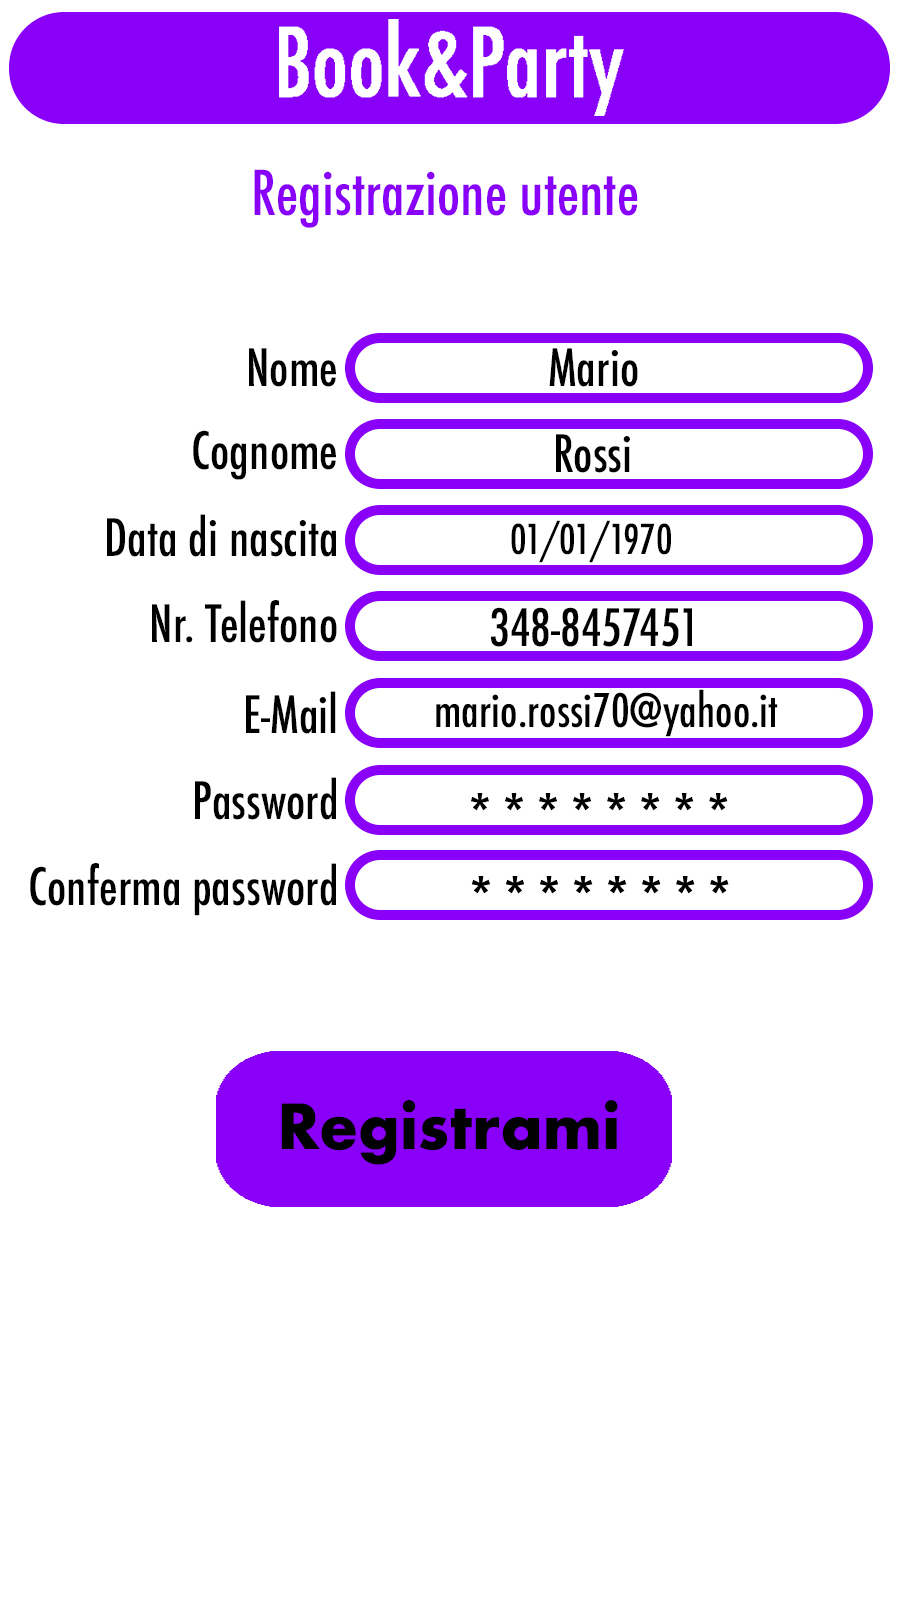 Book&Party
Registrazione utente
Nome Mario
Cognome Rossi
Data di nascita 01/01/1970
Nr. Telefono 348-8457451
E-Mail mario.rossi70@yahoo.it
Password * * * * * * * *
Conferma password * * * * * * * *
Registrami